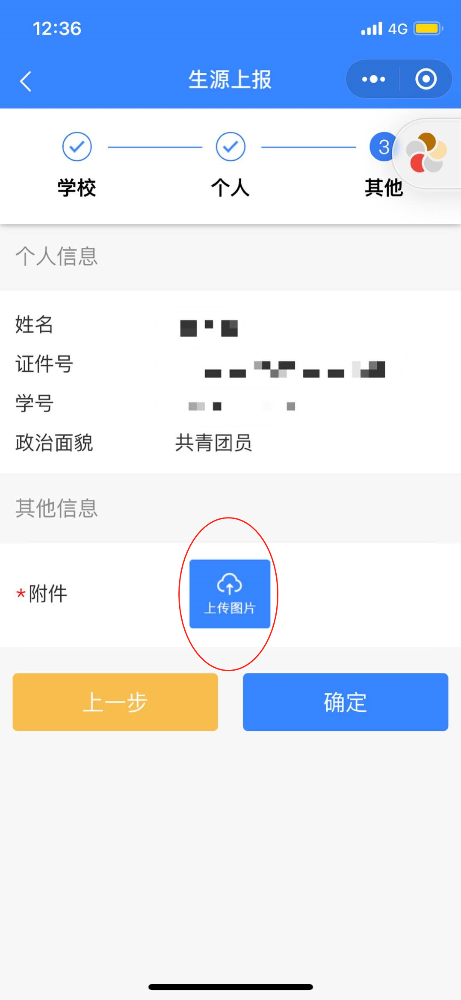 12:36
4G
生源上报
3
学校
个人
其他
个人信息
姓名
证件号
学号
政治面貌 共青团员
其他信息
*附件
上传图片
上一步
确定